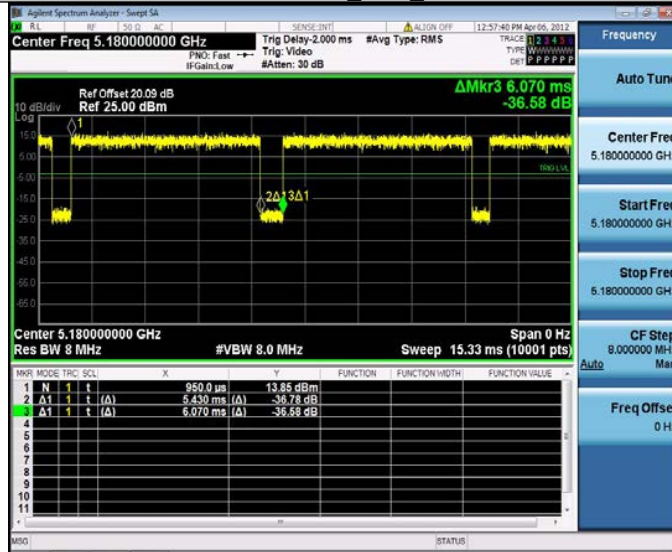 Agilent Spectrum Analyzer - Swept SA
RL RF 50 Ω AC SENSE:INT ALIGN OFF 12:57:40 PM Apr 06, 2012
Center Freq 5.180000000 GHz
PNO: Fast
IFGain:Low
Trig Delay-2.000 ms
Trig: Video
#Atten: 30 dB
#Avg Type: RMS
TRACE 1 2 3 4 5 6
TYPE WWWWWW
DET P P P P P P
Frequency
Auto Tune
ΔMkr3 6.070 ms
-36.58 dB
Ref Offset 20.09 dB
10 dB/div Ref 25.00 dBm
Log
15.0
5.00
-5.00
-15.0
-25.0
-35.0
-45.0
-55.0
-65.0
1
TRIG LVL
2Δ13Δ1
Center Freq
5.180000000 GH
Start Freq
5.180000000 GH
Stop Freq
5.180000000 GH
CF Step
8.000000 MH
Auto Man
Freq Offse
0 H
Center 5.180000000 GHz Span 0 Hz
Res BW 8 MHz #VBW 8.0 MHz Sweep 15.33 ms (10001 pts)
MKR MODE TRC SCL X Y FUNCTION FUNCTION WIDTH FUNCTION VALUE
1 N 1 t 950.0 µs 13.85 dBm
2 Δ1 1 t (Δ) 5.430 ms (Δ) -36.78 dB
3 Δ1 1 t (Δ) 6.070 ms (Δ) -36.58 dB
4
5
6
7
8
9
10
11
MSG STATUS